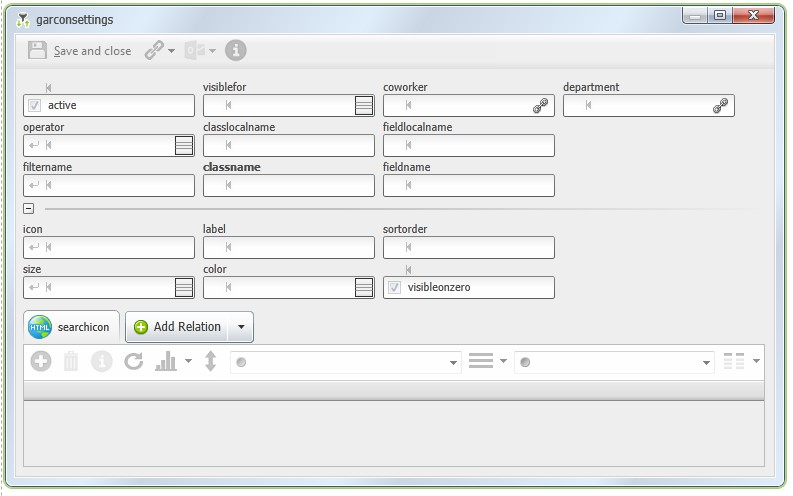 garconsettings
Save and close
visiblefor coworker department
active
operator classlocalname fieldlocalname
filtername classname fieldname
icon label sortorder
size color
visibleonzero
HTML searchicon Add Relation